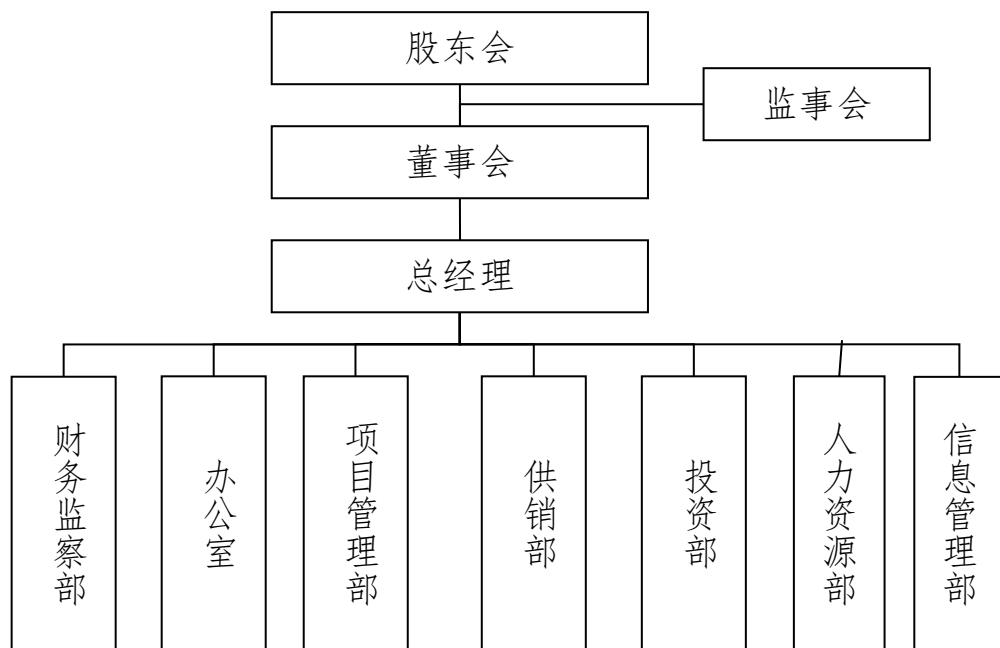 股东会
监事会
董事会
总经理
财务监察部
办公室
项目管理部
供销部
投资部
人力资源部
信息管理部